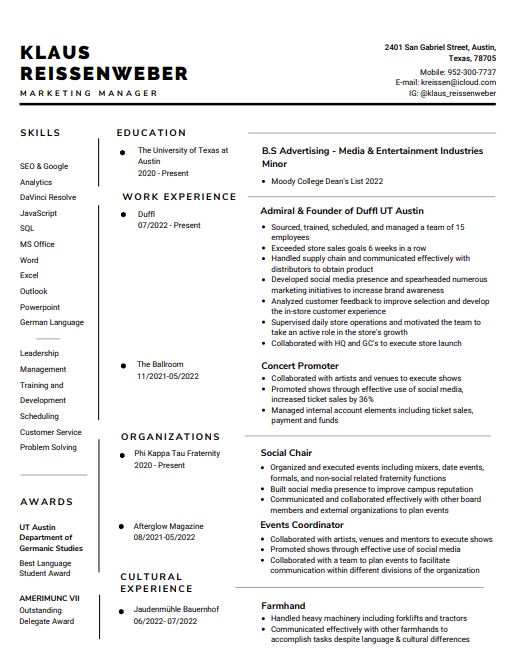 KLAUS
REISSENWEBER
MARKETING MANAGER
2401 San Gabriel Street, Austin,
Texas, 78705
Mobile: 952-300-7737
E-mail: kreissen@icloud.com
IG: @klaus_reissenweber
SKILLS
SEO & Google
Analytics
DaVinci Resolve
JavaScript
SQL
MS Office
Word
Excel
Outlook
Powerpoint
German Language
Leadership
Management
Training and
Development
Scheduling
Customer Service
Problem Solving
AWARDS
UT Austin
Department of
Germanic Studies
Best Language
Student Award
AMERIMUNC VII
Outstanding
Delegate Award
EDUCATION
The University of Texas at
Austin
2020 - Present
B.S Advertising - Media & Entertainment Industries
Minor
• Moody College Dean's List 2022
WORK EXPERIENCE
Duffl
07/2022 - Present
Admiral & Founder of Duffl UT Austin
• Sourced, trained, scheduled, and managed a team of 15
employees
• Exceeded store sales goals 6 weeks in a row
• Handled supply chain and communicated effectively with
distributors to obtain product
• Developed social media presence and spearheaded numerous
marketing initiatives to increase brand awareness
• Analyzed customer feedback to improve selection and develop
the in-store customer experience
• Supervised daily store operations and motivated the team to
take an active role in the store's growth
• Collaborated with HQ and GC's to execute store launch
The Ballroom
11/2021-05/2022
Concert Promoter
• Collaborated with artists and venues to execute shows
• Promoted shows through effective use of social media,
increased ticket sales by 36%
• Managed internal account elements including ticket sales,
payment and funds
ORGANIZATIONS
Phi Kappa Tau Fraternity
2020 - Present
Social Chair
• Organized and executed events including mixers, date events,
formals, and non-social related fraternity functions
• Built social media presence to improve campus reputation
• Communicated and collaborated effectively with other board
members and external organizations to plan events
Afterglow Magazine
08/2021-05/2022
Events Coordinator
• Collaborated with artists, venues and mentors to execute shows
• Promoted shows through effective use of social media
• Collaborated with a team to plan events to facilitate
communication within different divisions of the organization
CULTURAL
EXPERIENCE
Jaudenmühle Bauernhof
06/2022- 07/2022
Farmhand
• Handled heavy machinery including forklifts and tractors
• Communicated effectively with other farmhands to
accomplish tasks despite language & cultural differences